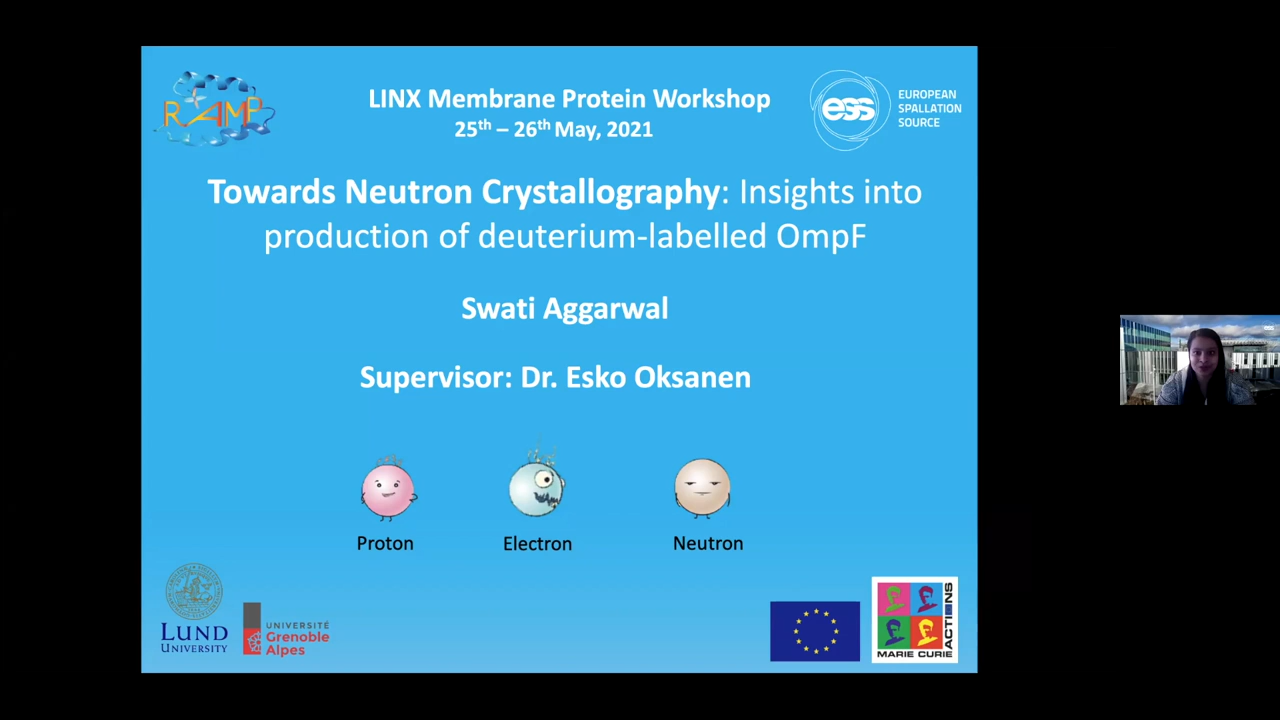 RAMP
LINX Membrane Protein Workshop
25th – 26th May, 2021
ess
EUROPEAN
SPALLATION
SOURCE
Towards Neutron Crystallography: Insights into
production of deuterium-labelled OmpF
Swati Aggarwal
Supervisor: Dr. Esko Oksanen
Proton
Electron
Neutron
LUND
UNIVERSITY
UNIVERSITÉ
Grenoble
Alpes
MARIE CURIE
ACTIONS